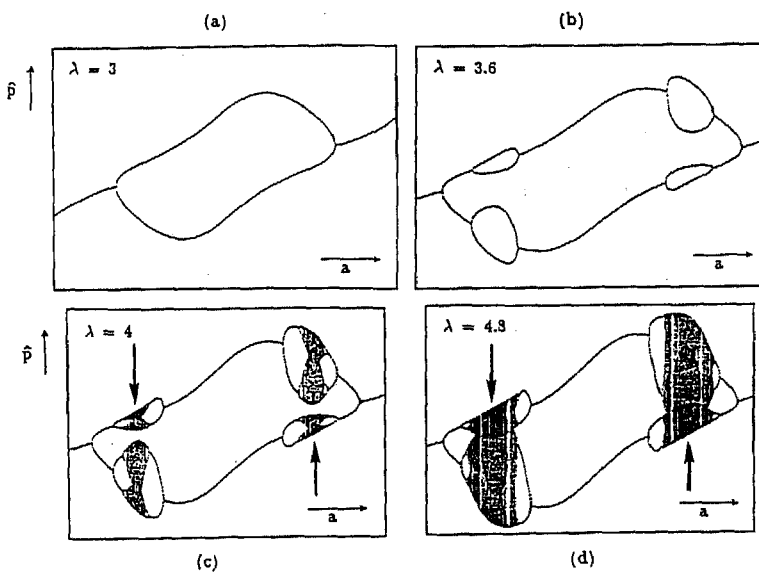 (a)
(b)
λ = 3
p̂
a
λ = 3.6
a
λ = 4
p̂
a
λ = 4.3
a
(c)
(d)